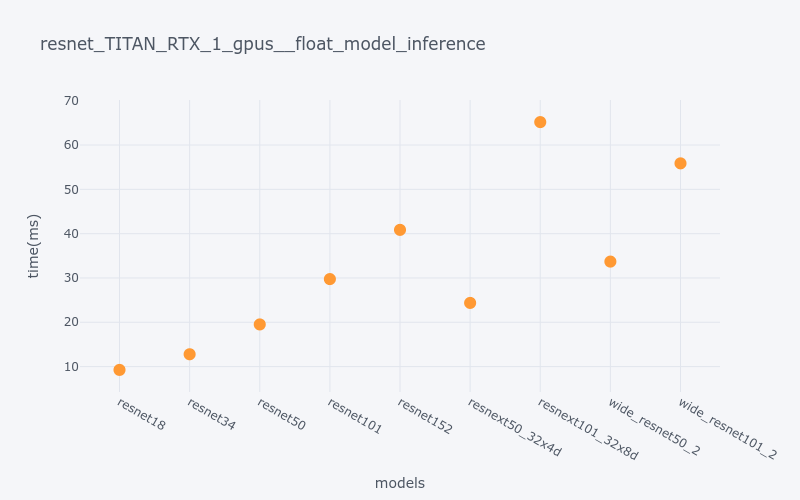 resnet_TITAN_RTX_1_gpus__float_model_inference
70
60
50
40
30
20
10
time(ms)
resnet18
resnet34
resnet50
resnet101
resnet152
resnext50_32x4d
resnext101_32x8d
wide_resnet50_2
wide_resnet101_2
models